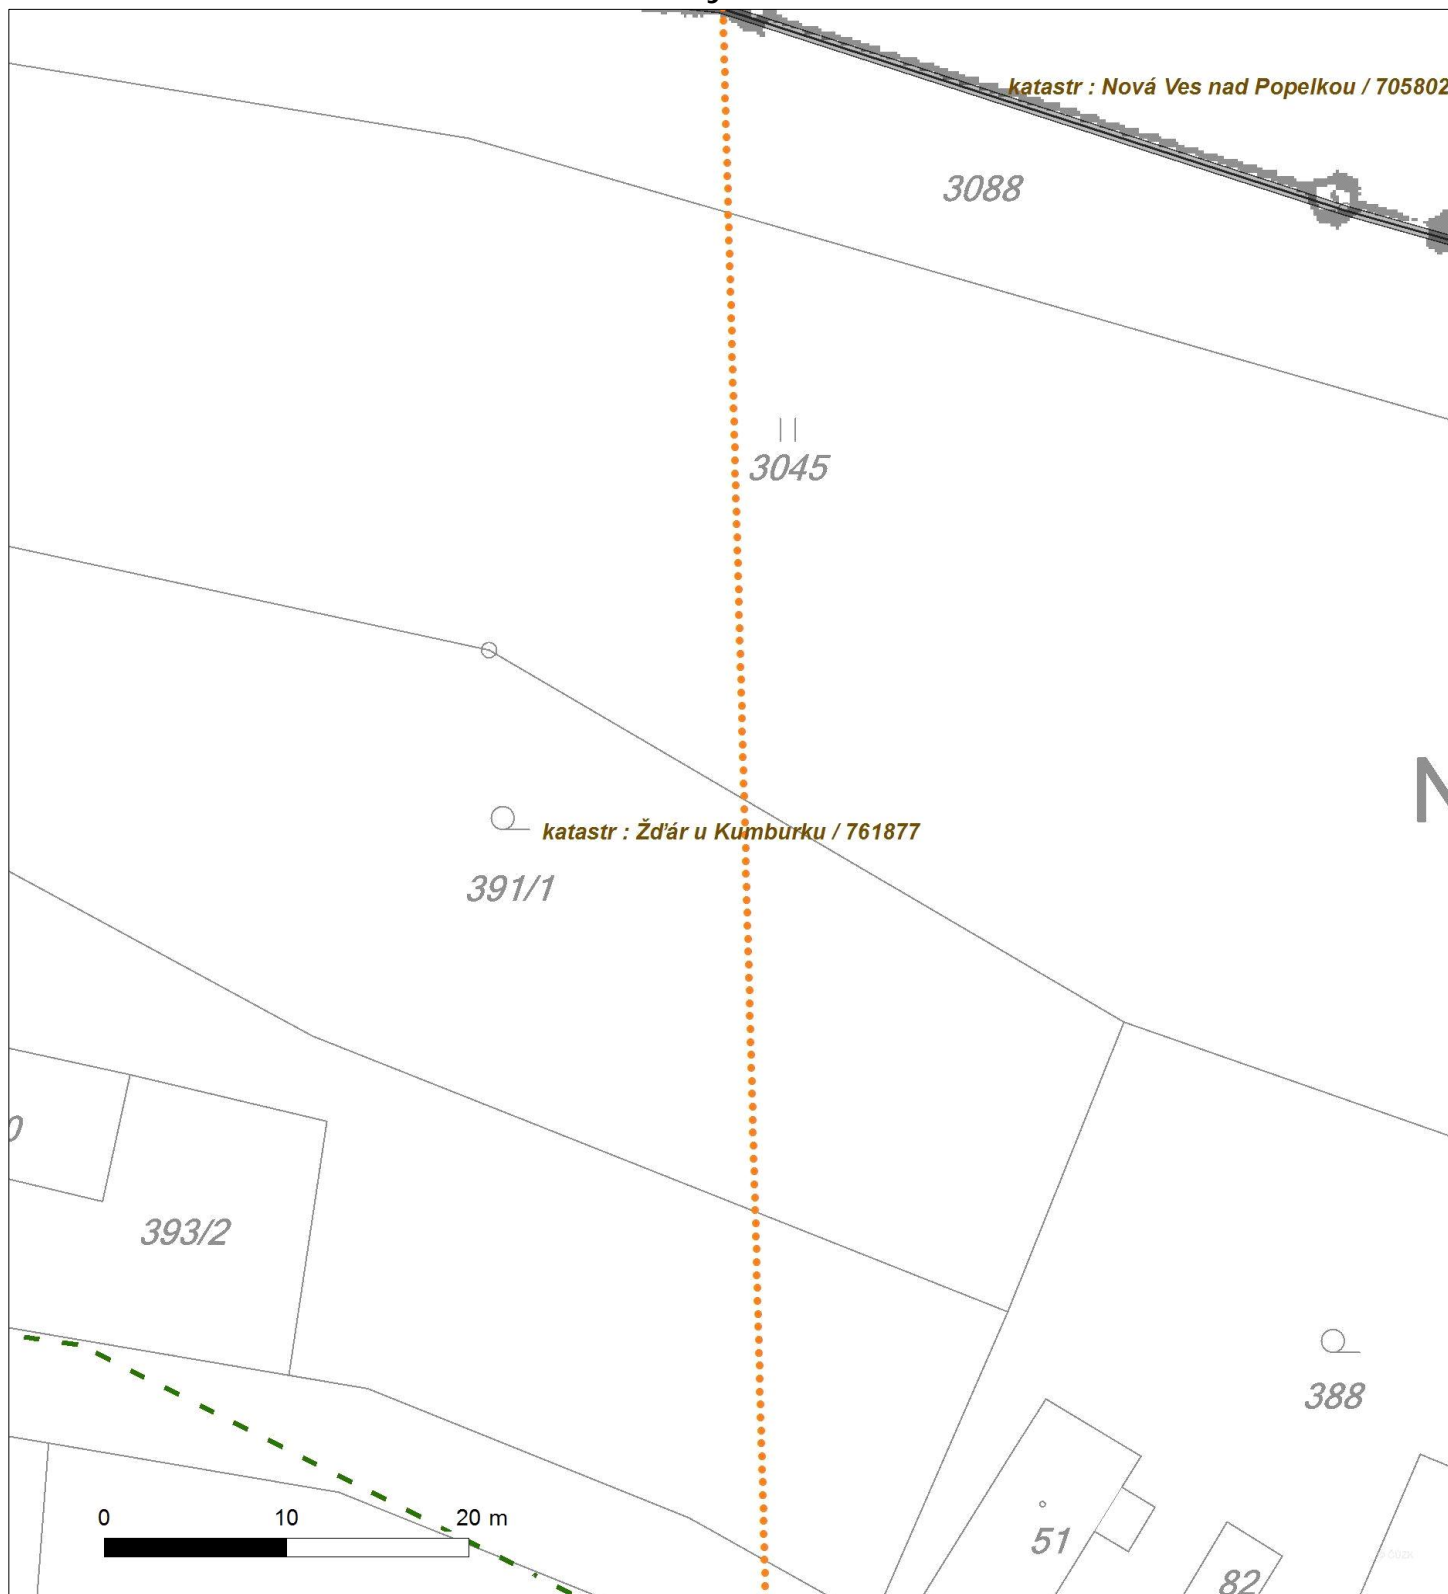 katastr : Nová Ves nad Popelkou / 705802
3088
3045
N
katastr : Žďár u Kumburku / 761877
391/1
0
393/2
388
0 10 20 m
51
82